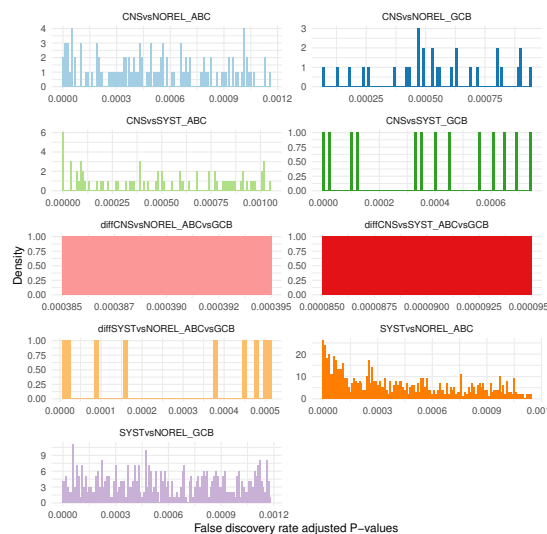 CNSvsNOREL_ABC
CNSvsNOREL_GCB
4
3
2
1
0
0.0000 0.0003 0.0006 0.0009 0.0012
3
2
1
0
0.00025 0.00050 0.00075
CNSvsSYST_ABC
CNSvsSYST_GCB
6
4
2
0
0.0000 0.00025 0.00050 0.00075 0.00100
1.00
0.75
0.50
0.25
0.00
0.0000 0.0002 0.0004 0.0006
diffCNSvsNOREL_ABCvsGCB
diffCNSvsSYST_ABCvsGCB
1.00
0.75
0.50
0.25
0.00
0.000385 0.000387 0.000390 0.000392 0.000395
1.00
0.75
0.50
0.25
0.00
0.000850 0.000875 0.000900 0.000925 0.00095
Density
diffSYSTvsNOREL_ABCvsGCB
SYSTvsNOREL_ABC
1.00
0.75
0.50
0.25
0.00
0.0000 0.0001 0.0002 0.0003 0.0004 0.0005
20
10
0
0.0000 0.0003 0.0006 0.0009 0.00
SYSTvsNOREL_GCB
9
6
3
0
0.0000 0.0003 0.0006 0.0009 0.0012
False discovery rate adjusted P−values